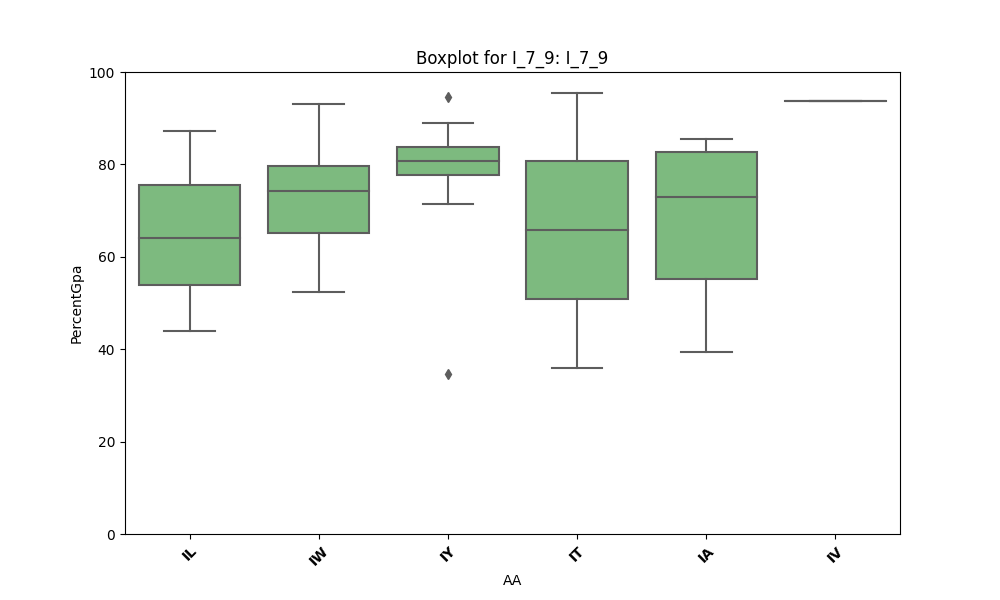 Boxplot for I_7_9: I_7_9
100
80
60
40
20
0
PercentGpa
IL
IW
IY
IT
IA
IV
AA